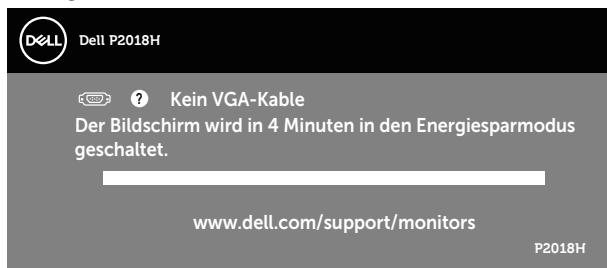 DELL
Dell P2018H
? Kein VGA-Kable
Der Bildschirm wird in 4 Minuten in den Energiesparmodus
geschaltet.
www.dell.com/support/monitors
P2018H